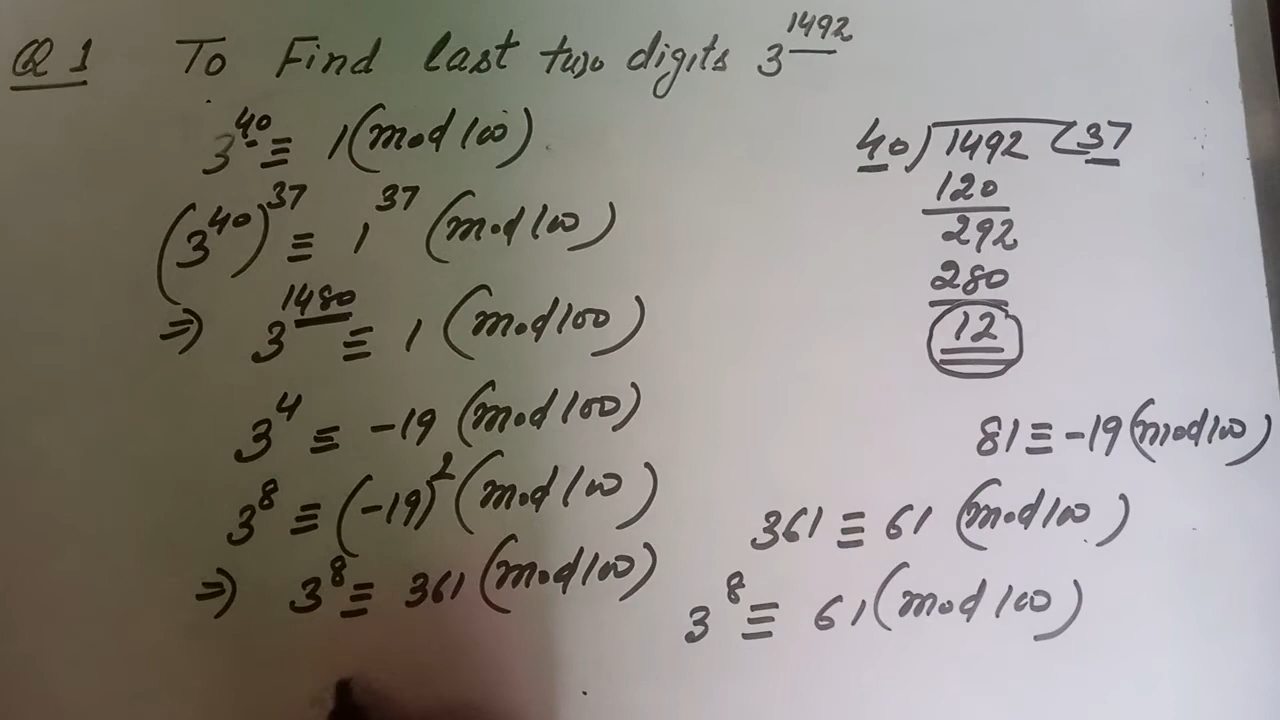 Q 1 To Find last two digits 3^1492
3^40 ≡ 1 (mod 100)
(3^40)^37 ≡ 1^37 (mod 100)
⇒ 3^1480 ≡ 1 (mod 100)
3^4 ≡ -19 (mod 100)
3^8 ≡ (-19)^2 (mod 100)
⇒ 3^8 ≡ 361 (mod 100)
40) 1492 (37
120
292
280
12
81 ≡ -19 (mod 100)
361 ≡ 61 (mod 100)
3^8 ≡ 61 (mod 100)